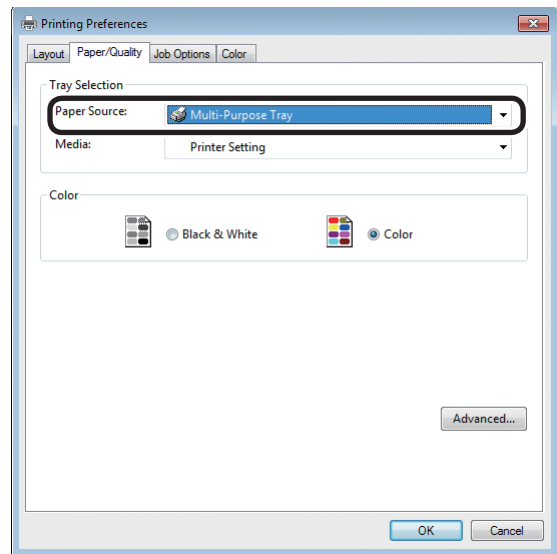 Printing Preferences
Layout Paper/Quality Job Options Color
Tray Selection
Paper Source: Multi-Purpose Tray
Media: Printer Setting
Color
Black & White Color
Advanced...
OK Cancel